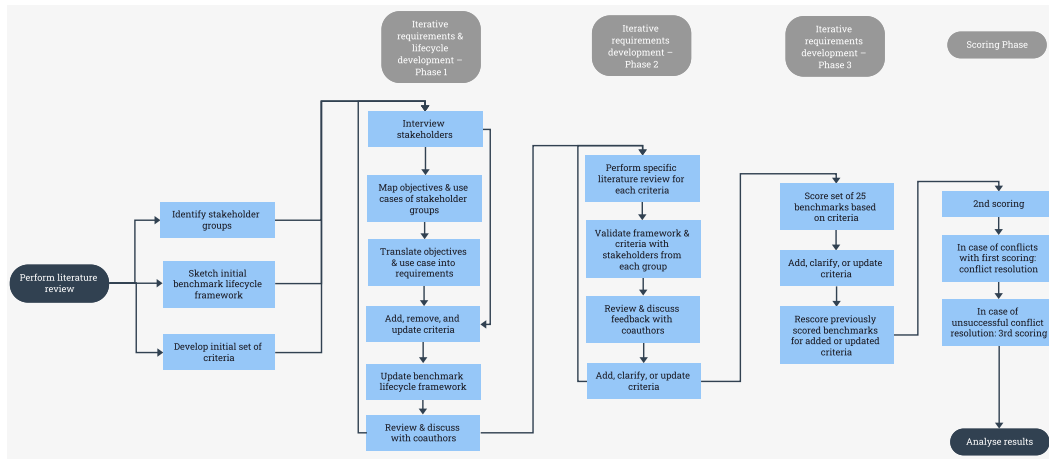 Iterative
requirements &
lifecycle
development –
Phase 1
Iterative
requirements
development –
Phase 2
Iterative
requirements
development –
Phase 3
Scoring Phase
Perform literature
review
Identify stakeholder
groups
Sketch initial
benchmark lifecycle
framework
Develop initial set of
criteria
Interview
stakeholders
Map objectives & use
cases of stakeholder
groups
Translate objectives
& use case into
requirements
Add, remove, and
update criteria
Update benchmark
lifecycle framework
Review & discuss
with coauthors
Perform specific
literature review for
each criteria
Validate framework &
criteria with
stakeholders from
each group
Review & discuss
feedback with
coauthors
Add, clarify, or update
criteria
Score set of 25
benchmarks based
on criteria
Add, clarify, or update
criteria
Rescore previously
scored benchmarks
for added or updated
criteria
2nd scoring
In case of conflicts
with first scoring:
conflict resolution
In case of
unsuccessful conflict
resolution: 3rd scoring
Analyse results